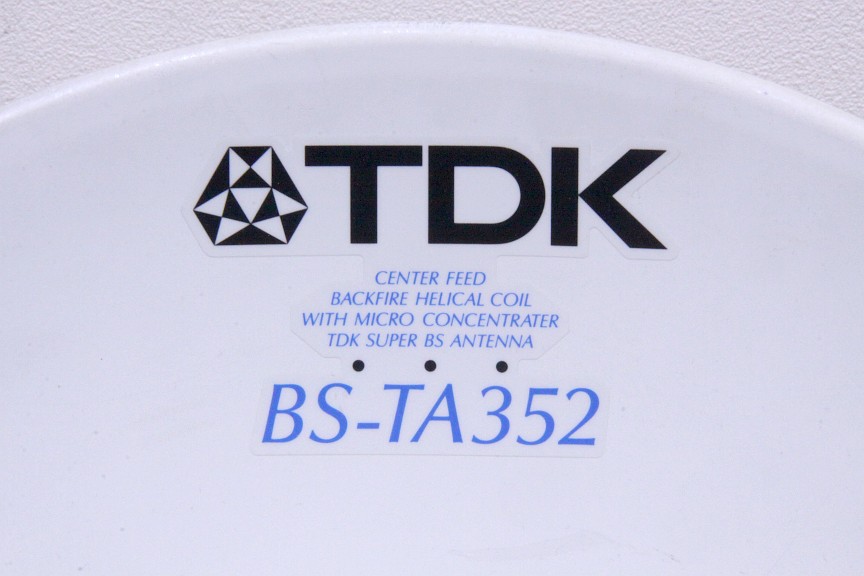 TDK
CENTER FEED
BACKFIRE HELICAL COIL
WITH MICRO CONCENTRATER
TDK SUPER BS ANTENNA
BS-TA352